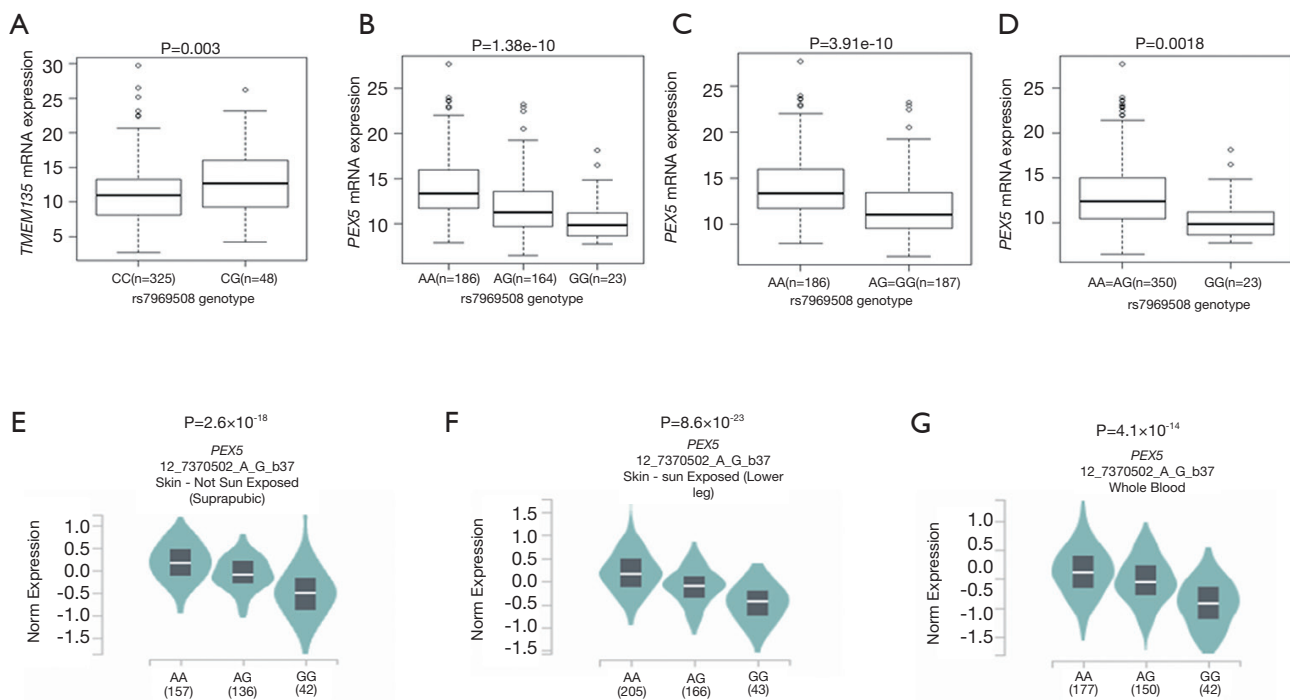 A
P=0.003
TMEM135 mRNA expression
30
25
20
15
10
5
CC(n=325) CG(n=48)
rs7969508 genotype
B
P=1.38e-10
PEX5 mRNA expression
25
20
15
10
AA(n=186) AG(n=164) GG(n=23)
rs7969508 genotype
C
P=3.91e-10
PEX5 mRNA expression
25
20
15
10
AA(n=186) AG=GG(n=187)
rs7969508 genotype
D
P=0.0018
PEX5 mRNA expression
25
20
15
10
AA=AG(n=350) GG(n=23)
rs7969508 genotype
E
P=2.6×10-18
PEX5
12_7370502_A_G_b37
Skin - Not Sun Exposed
(Suprapubic)
Norm Expression
1.0
0.5
0.0
-0.5
-1.0
-1.5
AA AG GG
(157) (136) (42)
F
P=8.6×10-23
PEX5
12_7370502_A_G_b37
Skin - sun Exposed (Lower
leg)
Norm Expression
1.5
1.0
0.5
0.0
-0.5
-1.0
-1.5
AA AG GG
(205) (166) (43)
G
P=4.1×10-14
PEX5
12_7370502_A_G_b37
Whole Blood
Norm Expression
1.0
0.5
0.0
-0.5
-1.0
-1.5
AA AG GG
(177) (150) (42)